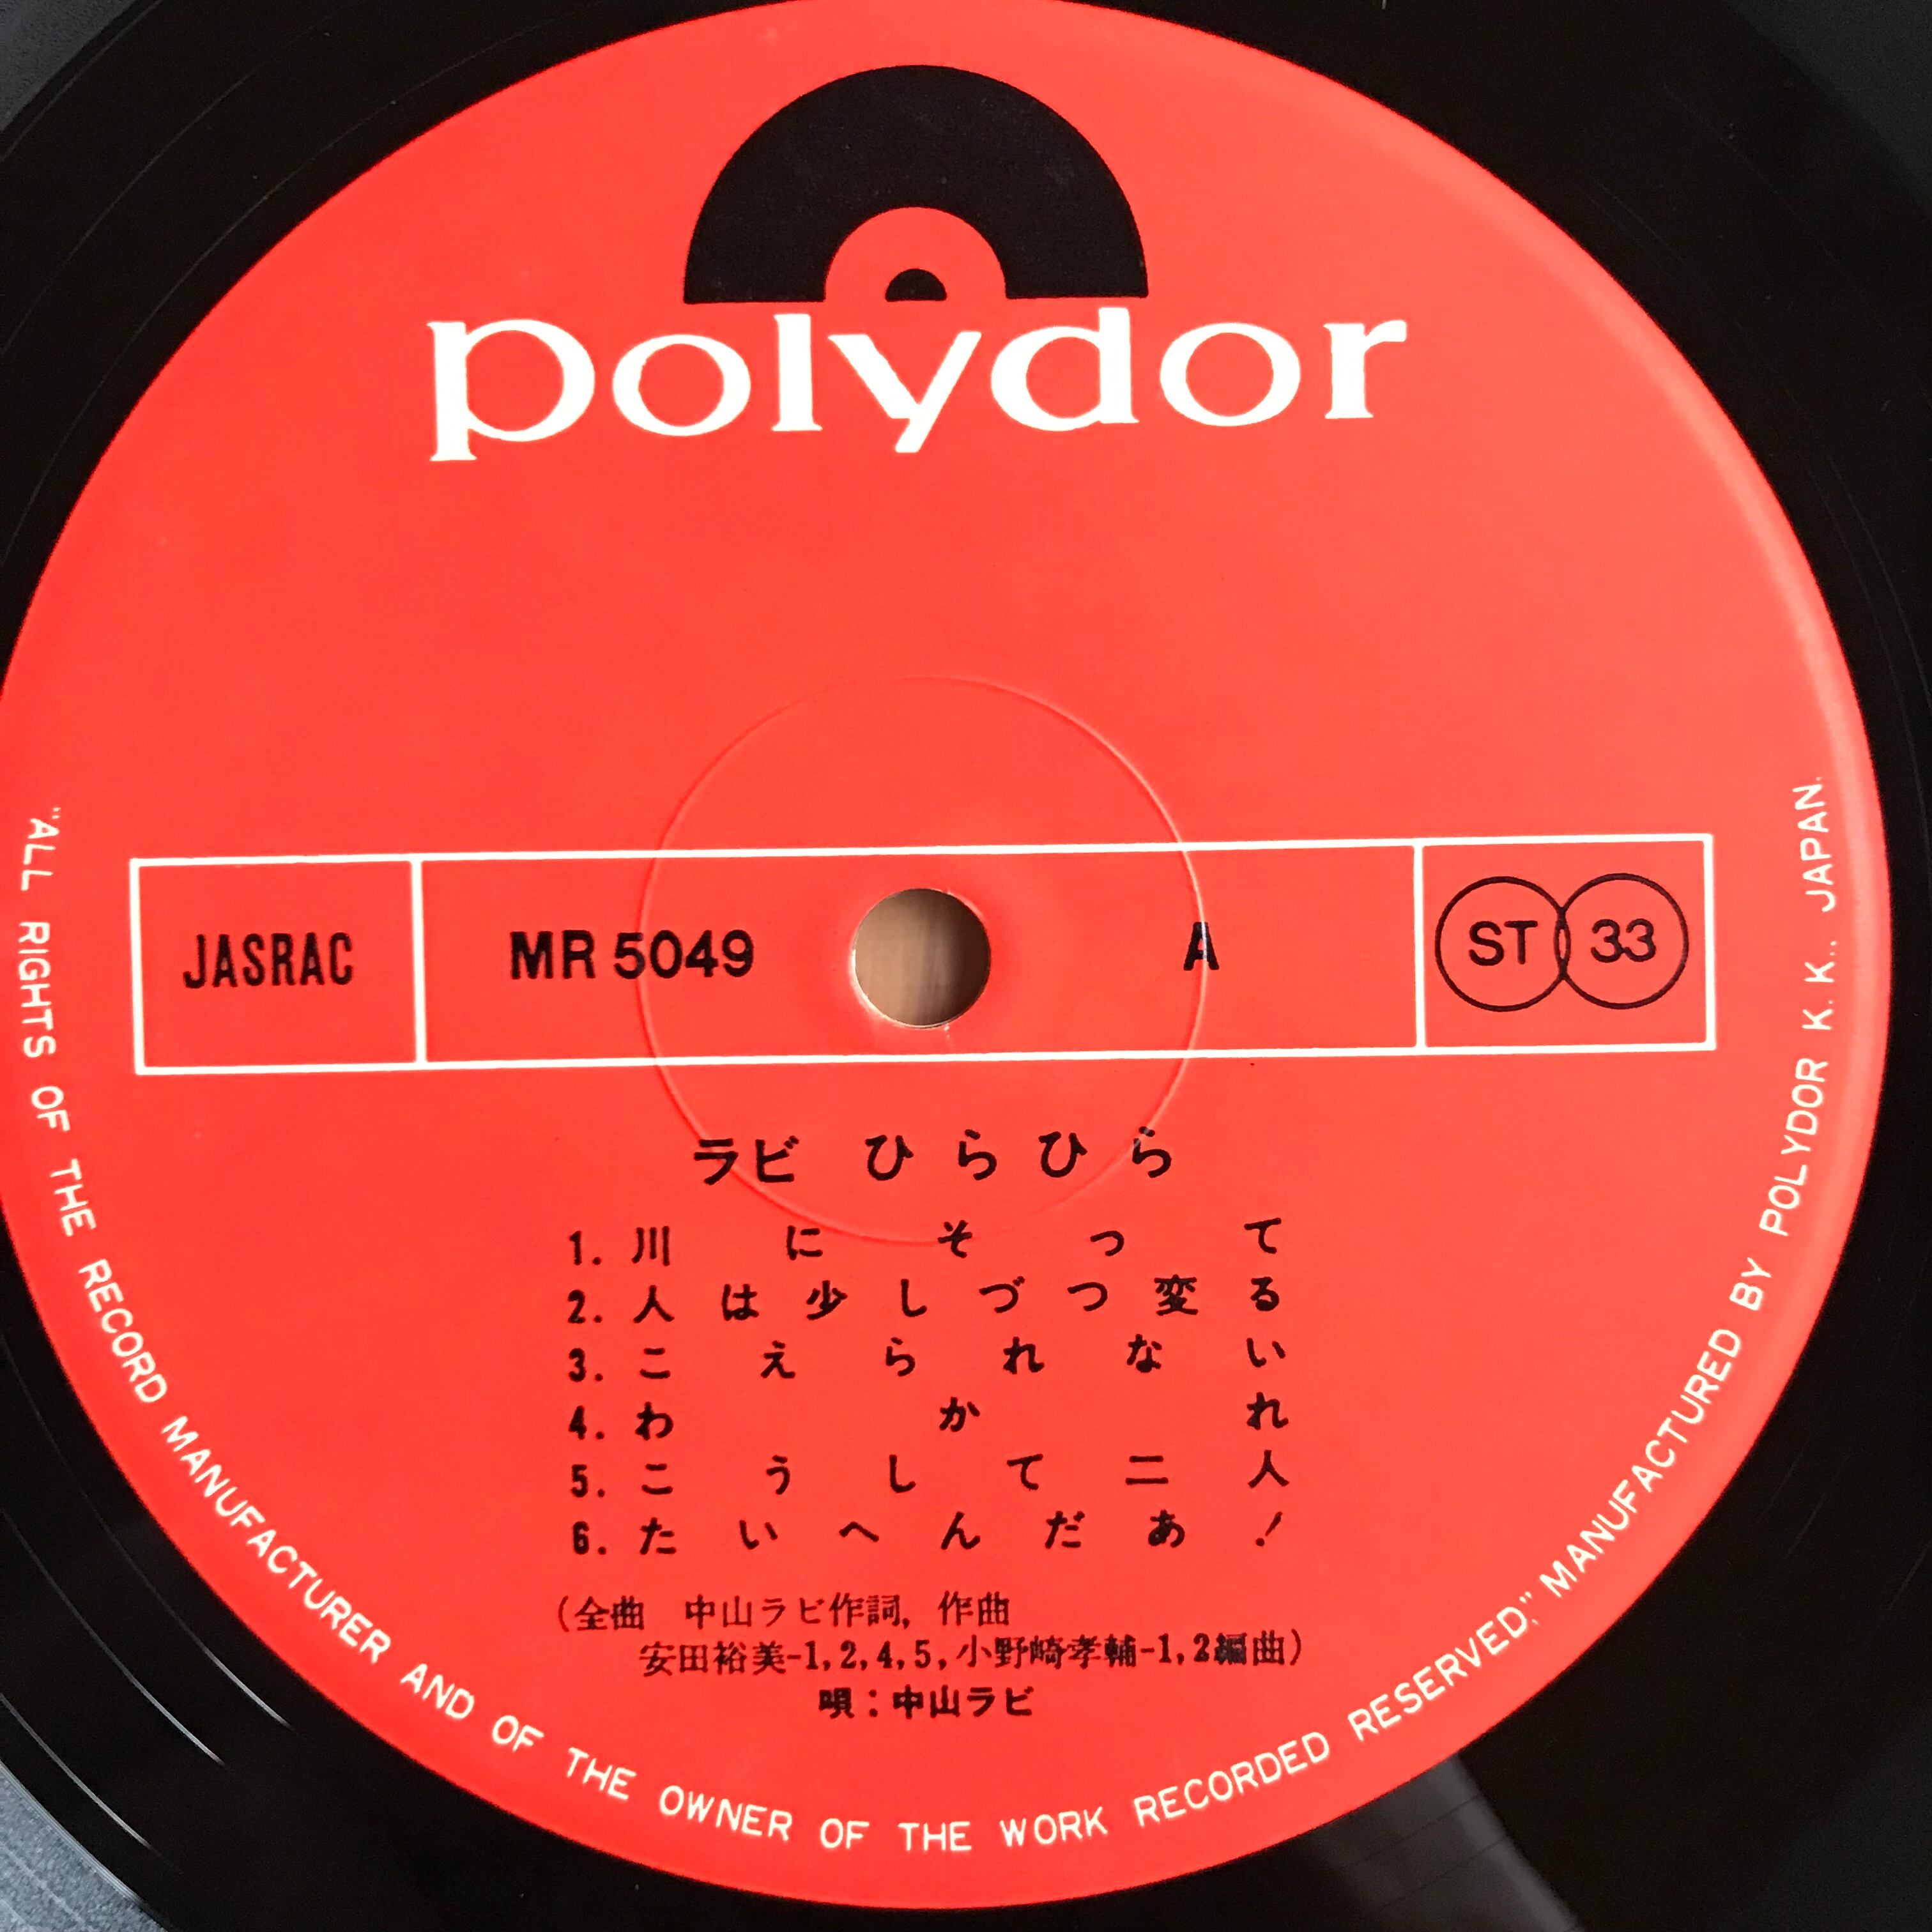 polydor
JASRAC
MR 5049
A
ST 33
ラビ ひらひら
1. 川にそって
2. 人は少しづつ変る
3. こえられない
4. わかれ
5. こうして二人
6. たいへんだあ!
(全曲 中山ラビ作詞, 作曲
安田裕美-1,2,4,5,小野崎孝輔-1,2編曲)
唄:中山ラビ
"ALL RIGHTS OF THE RECORD MANUFACTURER AND OF THE OWNER OF THE WORK RECORDED RESERVED," MANUFACTURED BY POLYDOR K. K., JAPAN.